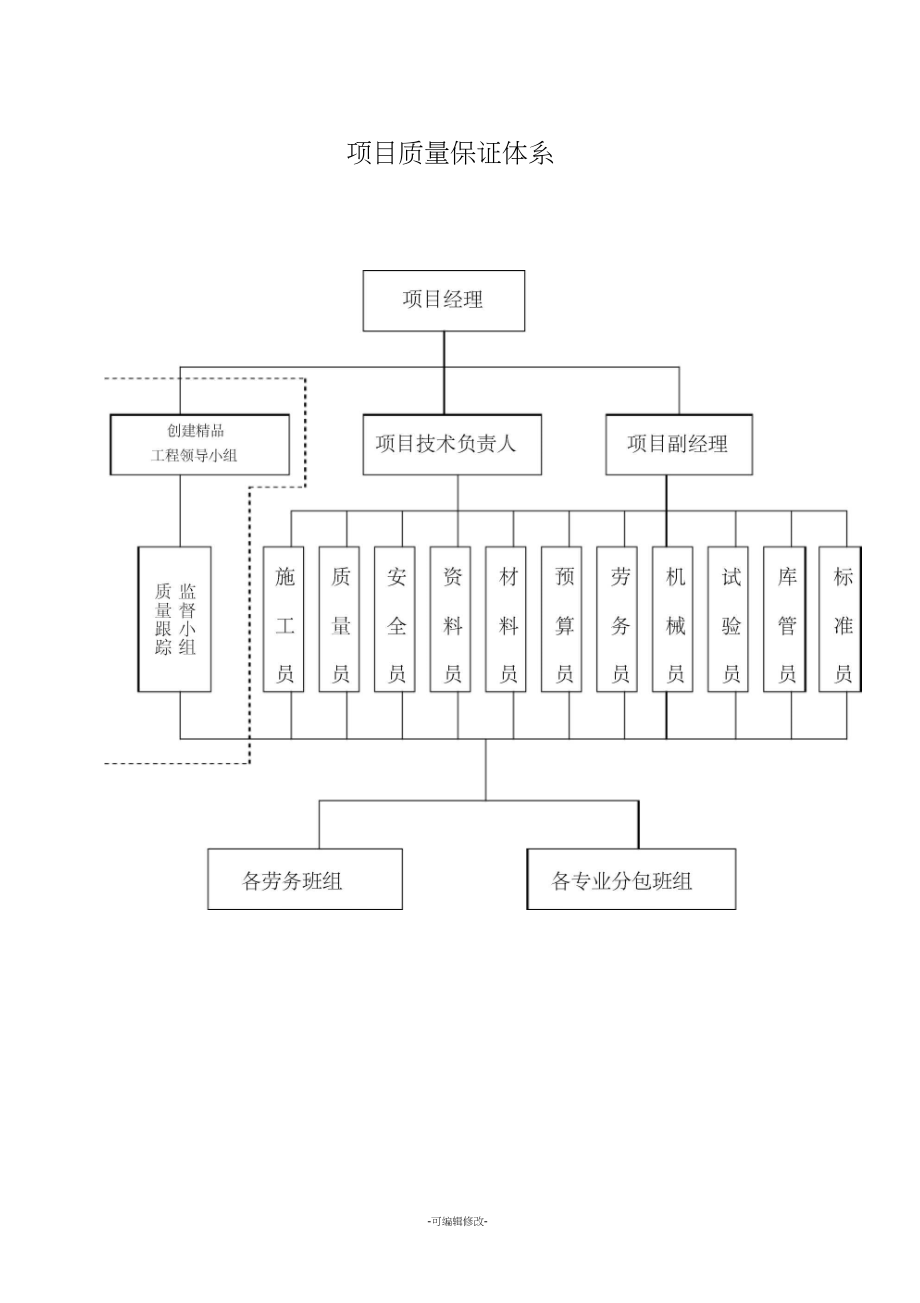 项目质量保证体系
项目经理
创建精品
工程领导小组
项目技术负责人
项目副经理
质量跟踪
监督小组
施工员
质量员
安全员
资料员
材料员
预算员
劳务员
机械员
试验员
库管员
标准员
各劳务班组
各专业分包班组
-可编辑修改-